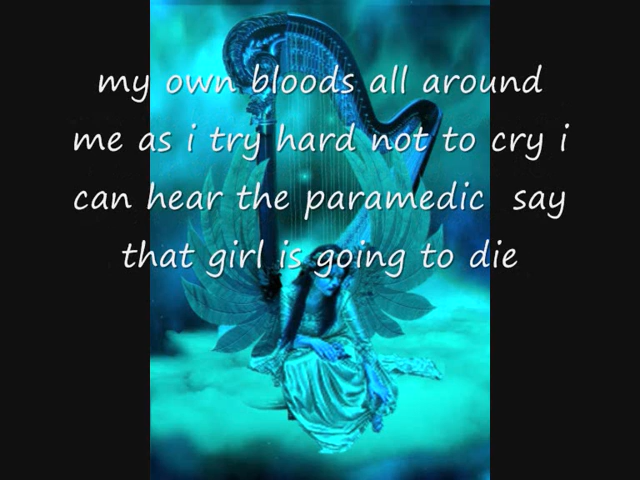 my own bloods all around
me as i try hard not to cry i
can hear the paramedic  say
that girl is going to die